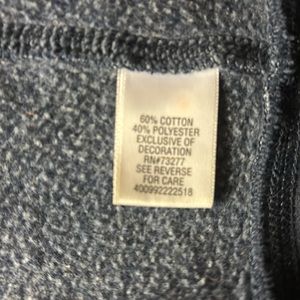 60% COTTON
40% POLYESTER
EXCLUSIVE OF
DECORATION
RN#73277
SEE REVERSE
FOR CARE
400992222518